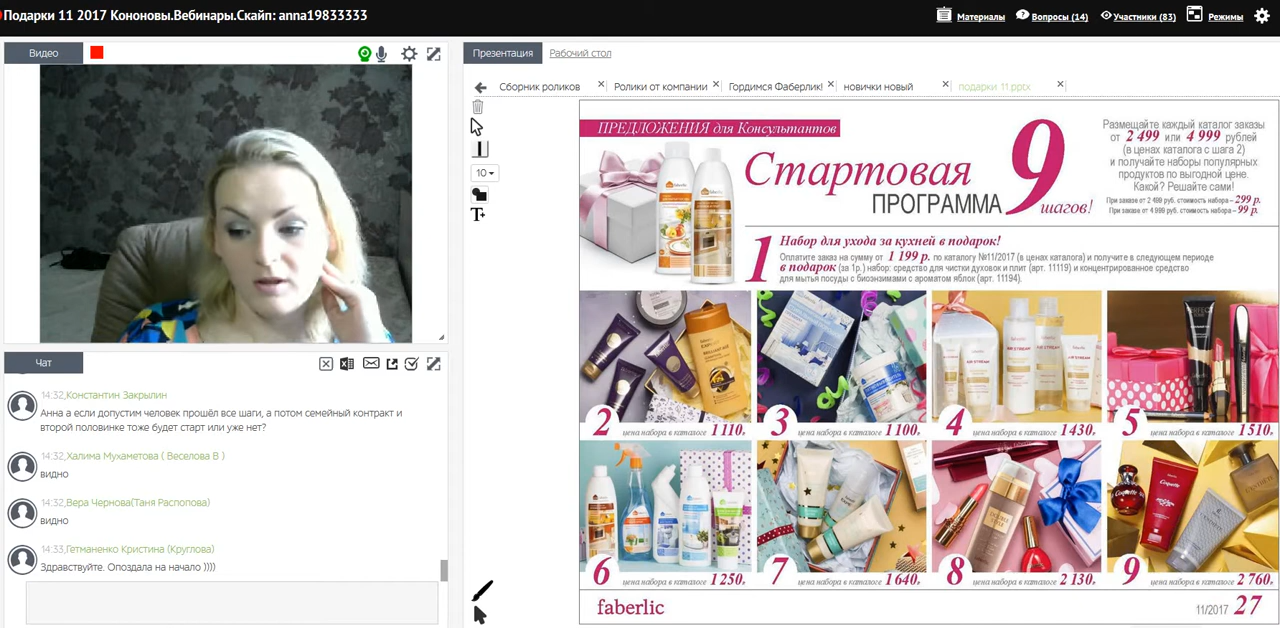 Подарки 11 2017 Кононовы.Вебинары.Скайп: anna19833333
Материалы
Вопросы (14)
Участники (83)
Режимы
Видео
Презентация
Рабочий стол
Сборник роликов
Ролики от компании
Гордимся Фаберлик!
новички новый
подарки 11 pptx
10
T+
ПРЕДЛОЖЕНИЯ для Консультантов
Стартовая
ПРОГРАММА
9
шагов!
Размещайте каждый каталог заказы
от 2 499 или 4 999 рублей
(в ценах каталога с шага 2)
и получайте наборы популярных
продуктов по выгодной цене.
Какой? Решайте сами!
При заказе от 2 499 руб. стоимость набора – 299 р.
При заказе от 4 999 руб. стоимость набора – 99 р.
1
Набор для ухода за кухней в подарок!
Оплатите заказ на сумму от 1 199 р. по каталогу №11/2017 (в ценах каталога) и получите в следующем периоде
в подарок (за 1р.) набор: средство для чистки духовок и плит (арт. 11119) и концентрированное средство
для мытья посуды с биоэнзимами с ароматом яблок (арт. 11194).
2 цена набора в каталоге 1 110р.
3 цена набора в каталоге 1 100р.
4 цена набора в каталоге 1 430р.
5 цена набора в каталоге 1 510р.
6 цена набора в каталоге 1 250р.
7 цена набора в каталоге 1 640р.
8 цена набора в каталоге 2 130р.
9 цена набора в каталоге 2 760р.
faberlic
11/2017 27
Чат
14:32,Константин Закрылин
Анна а если допустим человек прошёл все шаги, а потом семейный контракт и
второй половинке тоже будет старт или уже нет?
14:32,Халима Мухаметова ( Веселова В )
видно
14:32,Вера Чернова(Таня Распопова)
видно
14:33,Гетманенко Кристина (Круглова)
Здравствуйте. Опоздала на начало ))))